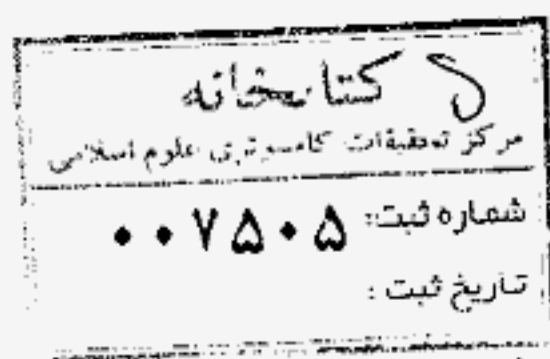 کتابخانه
مرکز تحقیقات کامپیوتری علوم اسلامی
شماره ثبت: ۰۰۷۵۰۵
تاریخ ثبت :